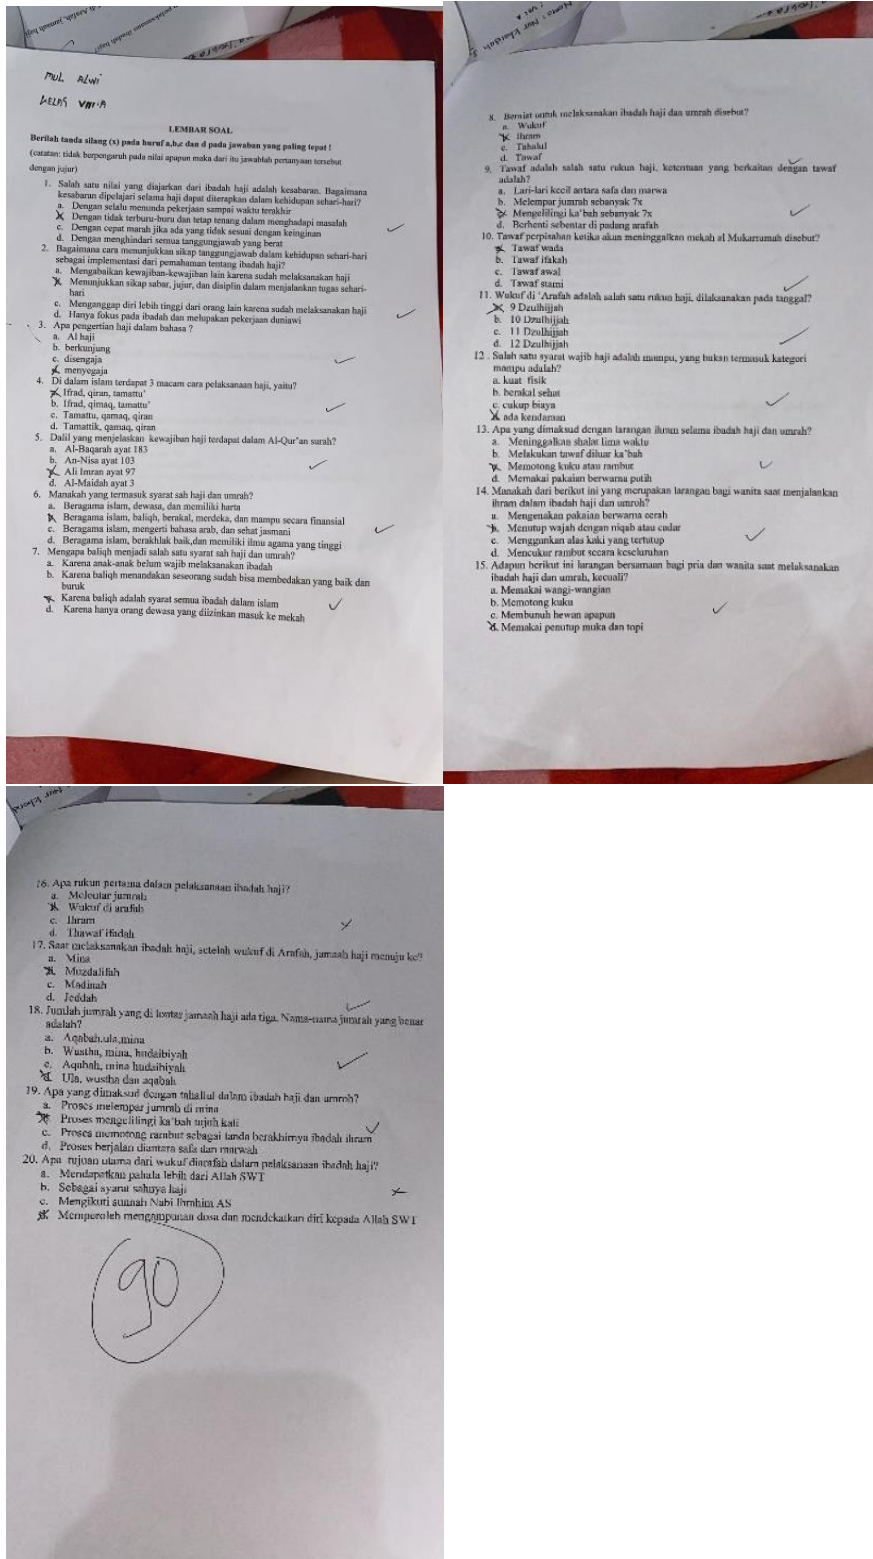 MUL ALWI
KELAS VIII.A
LEMBAR SOAL
Berilah tanda silang (x) pada huruf a,b,c dan d pada jawaban yang paling tepat !
(catatan: tidak berpengaruh pada nilai apapun maka dari itu jawablah pertanyaan tersebut
dengan jujur)
1. Salah satu nilai yang diajarkan dari ibadah haji adalah kesabaran. Bagaimana
kesabaran dipelajari selama haji dapat diterapkan dalam kehidupan sehari-hari?
a. Dengan selalu menunda pekerjaan sampai waktu terakhir
Dengan tidak terburu-buru dan tetap tenang dalam menghadapi masalah
c. Dengan cepat marah jika ada yang tidak sesuai dengan keinginan
d. Dengan menghindari semua tanggungjawab yang berat
2. Bagaimana cara menunjukkan sikap tanggungjawab dalam kehidupan sehari-hari
sebagai implementasi dari pemahaman tentang ibadah haji?
a. Mengabaikan kewajiban-kewajiban lain karena sudah melaksanakan haji
Menunjukkan sikap sabar, jujur, dan disiplin dalam menjalankan tugas sehari-
hari
c. Menganggap diri lebih tinggi dari orang lain karena sudah melaksanakan haji
d. Hanya fokus pada ibadah dan melupakan pekerjaan duniawi
3. Apa pengertian haji dalam bahasa ?
a. Al haji
b. berkunjung
c. disengaja
menyegaja
4. Di dalam islam terdapat 3 macam cara pelaksanaan haji, yaitu?
Ifrad, qiran, tamattu'
b. Ifrad, qimaq, tamattu'
c. Tamattu, qamaq, qiran
d. Tamattik, qamaq, qiran
5. Dalil yang menjelaskan kewajiban haji terdapat dalam Al-Qur'an surah?
a. Al-Baqarah ayat 183
b. An-Nisa ayat 103
Ali Imran ayat 97
d. Al-Maidah ayat 3
6. Manakah yang termasuk syarat sah haji dan umrah?
a. Beragama islam, dewasa, dan memiliki harta
Beragama islam, baligh, berakal, merdeka, dan mampu secara finansial
c. Beragama islam, mengerti bahasa arab, dan sehat jasmani
d. Beragama islam, berakhlak baik,dan memiliki ilmu agama yang tinggi
7. Mengapa baligh menjadi salah satu syarat sah haji dan umrah?
a. Karena anak-anak belum wajib melaksanakan ibadah
b. Karena baligh menandakan seseorang sudah bisa membedakan yang baik dan
buruk
Karena baligh adalah syarat semua ibadah dalam islam
d. Karena hanya orang dewasa yang diizinkan masuk ke mekah
8. Berniat untuk melaksanakan ibadah haji dan umrah disebut?
a. Wukuf
Ihram
c. Tahalul
d. Tawaf
9. Tawaf adalah salah satu rukun haji, ketentuan yang berkaitan dengan tawaf
adalah?
a. Lari-lari kecil antara safa dan marwa
b. Melempar jumrah sebanyak 7x
Mengelilingi ka'bah sebanyak 7x
d. Berhenti sebentar di padang arafah
10. Tawaf perpisahan ketika akan meninggalkan mekah al Mukarramah disebut?
Tawaf wada
b. Tawaf ifakah
c. Tawaf awal
d. Tawaf stami
11. Wukuf di 'Arafah adalah salah satu rukun haji, dilaksanakan pada tanggal?
9 Dzulhijjah
b. 10 Dzulhijjah
c. 11 Dzulhijjah
d. 12 Dzulhijjah
12 . Salah satu syarat wajib haji adalah mampu, yang bukan termasuk kategori
mampu adalah?
a. kuat fisik
b. berakal sehat
c. cukup biaya
ada kendaraan
13. Apa yang dimaksud dengan larangan ihram selama ibadah haji dan umrah?
a. Meninggalkan shalat lima waktu
b. Melakukan tawaf diluar ka'bah
Memotong kuku atau rambut
d. Memakai pakaian berwarna putih
14. Manakah dari berikut ini yang merupakan larangan bagi wanita saat menjalankan
ihram dalam ibadah haji dan umroh?
a. Mengenakan pakaian berwarna cerah
b. Menutup wajah dengan niqab atau cadar
c. Menggunkan alas kaki yang tertutup
d. Mencukur rambut secara keseluruhan
15. Adapun berikut ini larangan bersamaan bagi pria dan wanita saat melaksanakan
ibadah haji dan umrah, kecuali?
a. Memakai wangi-wangian
b. Memotong kuku
c. Membunuh hewan apapun
d. Memakai penutup muka dan topi
16. Apa rukun pertama dalam pelaksanaan ibadah haji?
a. Melontar jumrah
Wukuf di arafah
c. Ihram
d. Thawaf ifadah
17. Saat melaksanakan ibadah haji, setelah wukuf di Arafah, jamaah haji menuju ke?
a. Mina
Muzdalifah
c. Madinah
d. Jeddah
18. Jumlah jumrah yang di lontar jamaah haji ada tiga. Nama-nama jumrah yang benar
adalah?
a. Aqabah,ula,mina
b. Wustha, mina, hudaibiyah
c. Aqabah, mina hudaibiyah
d. Ula, wustha dan aqabah
19. Apa yang dimaksud dengan tahallul dalam ibadah haji dan umroh?
a. Proses melempar jumrah di mina
Proses mengelilingi ka'bah tujuh kali
c. Proses memotong rambut sebagai tanda berakhirnya ibadah ihram
d. Proses berjalan diantara safa dan marwah
20. Apa tujuan utama dari wukuf diarafah dalam pelaksanaan ibadah haji?
a. Mendapatkan pahala lebih dari Allah SWT
b. Sebagai syarat sahnya haji
c. Mengikuti sunnah Nabi Ibrahim AS
Memperoleh mengampunan dosa dan mendekatkan diri kepada Allah SWT
90